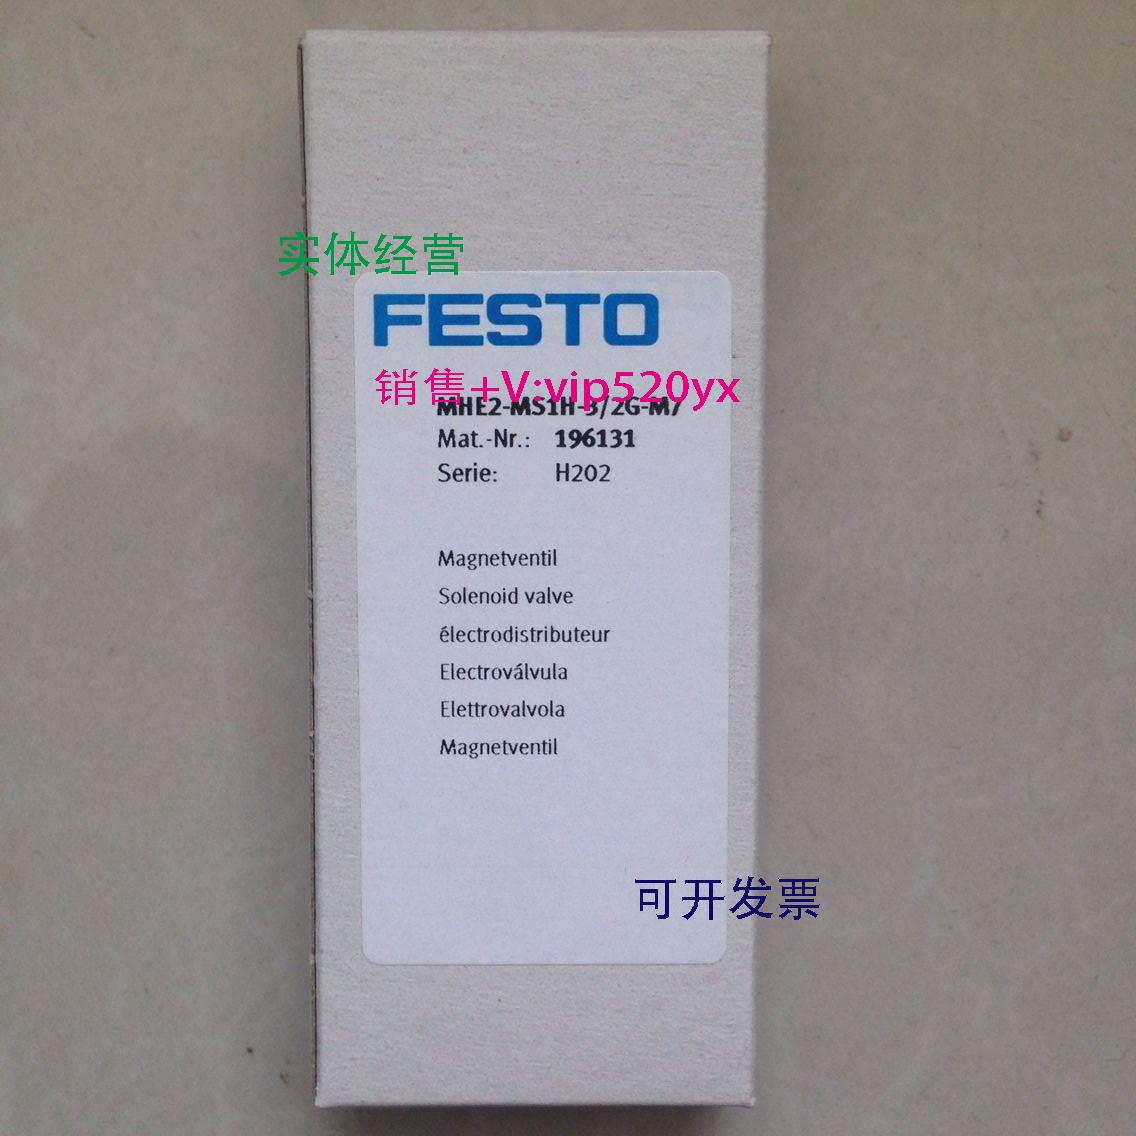 实体经营
FESTO
销售+V:vip520yx
MHE2-MS1H-3/2G-M7
Mat.-Nr.: 196131
Serie: H202
Magnetventil
Solenoid valve
électrodistributeur
Electroválvula
Elettrovalvola
Magnetventil
可开发票